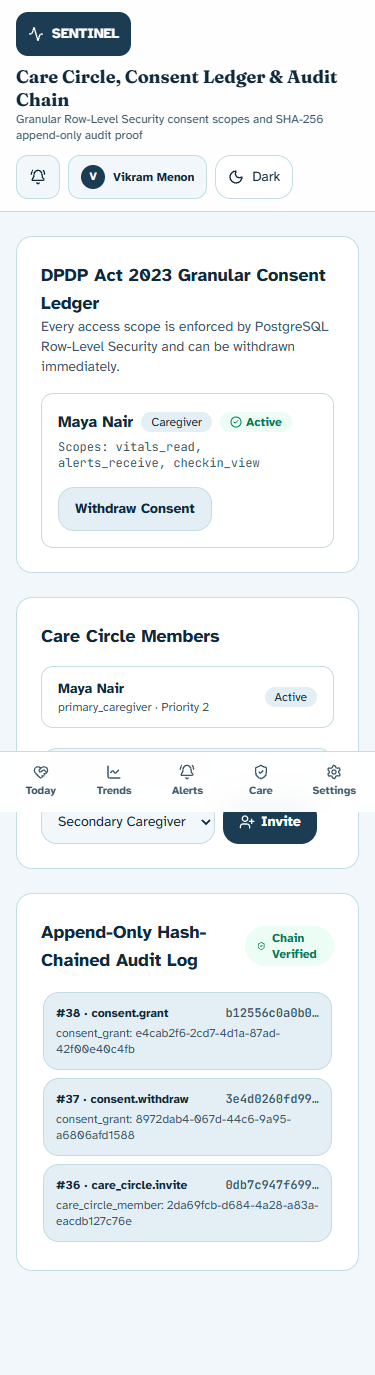 SENTINEL
Care Circle, Consent Ledger & Audit
Chain
Granular Row-Level Security consent scopes and SHA-256
append-only audit proof
V
Vikram Menon
Dark
DPDP Act 2023 Granular Consent
Ledger
Every access scope is enforced by PostgreSQL
Row-Level Security and can be withdrawn
immediately.
Maya Nair
Caregiver
Active
Scopes: vitals_read,
alerts_receive, checkin_view
Withdraw Consent
Care Circle Members
Maya Nair
primary_caregiver · Priority 2
Active
Today
Trends
Alerts
Care
Settings
Secondary Caregiver
Invite
Append-Only Hash-
Chained Audit Log
Chain
Verified
#38 · consent.grant
b12556c0a0b0…
consent_grant: e4cab2f6-2cd7-4d1a-87ad-
42f00e40c4fb
#37 · consent.withdraw
3e4d0260fd99…
consent_grant: 8972dab4-067d-44c6-9a95-
a6806afd1588
#36 · care_circle.invite
0db7c947f699…
care_circle_member: 2da69fcb-d684-4a28-a83a-
eacdb127c76e